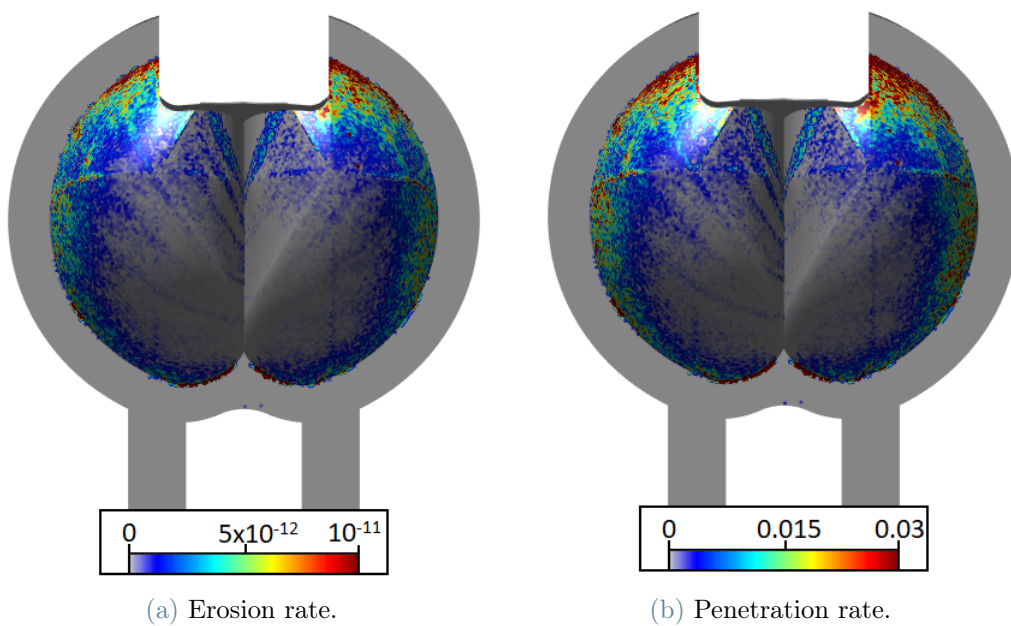 0 5x10⁻¹² 10⁻¹¹
0 0.015 0.03
(a) Erosion rate.
(b) Penetration rate.